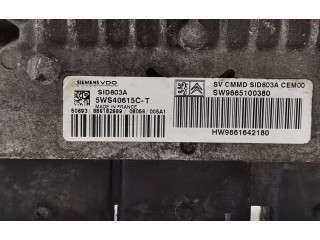 SIEMENS VDO
SID803A
5WS40615C-T
MADE IN FRANCE
SV CMMD SID803A CEM00
SW9665100380
HW9661642180